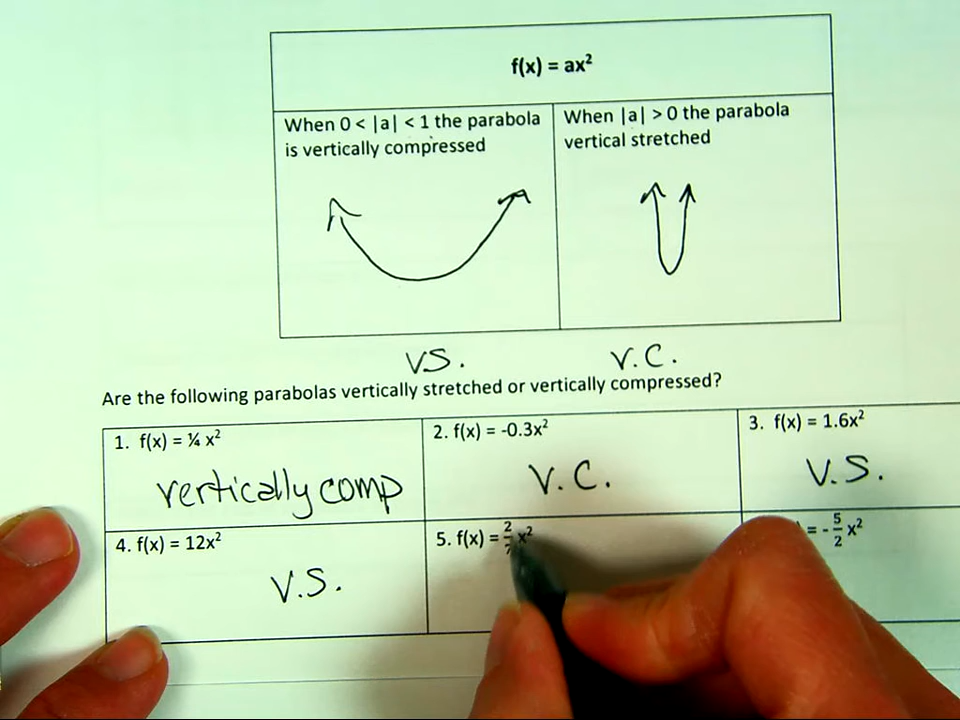 f(x) = ax²
When 0 < |a| < 1 the parabola
is vertically compressed
When |a| > 0 the parabola
vertical stretched
VS. V.C.
Are the following parabolas vertically stretched or vertically compressed?
1. f(x) = ¼ x²
vertically comp
2. f(x) = -0.3x²
V.C.
3. f(x) = 1.6x²
V.S.
4. f(x) = 12x²
V.S.
5. f(x) = 2/ x²
= - 5/2 x²